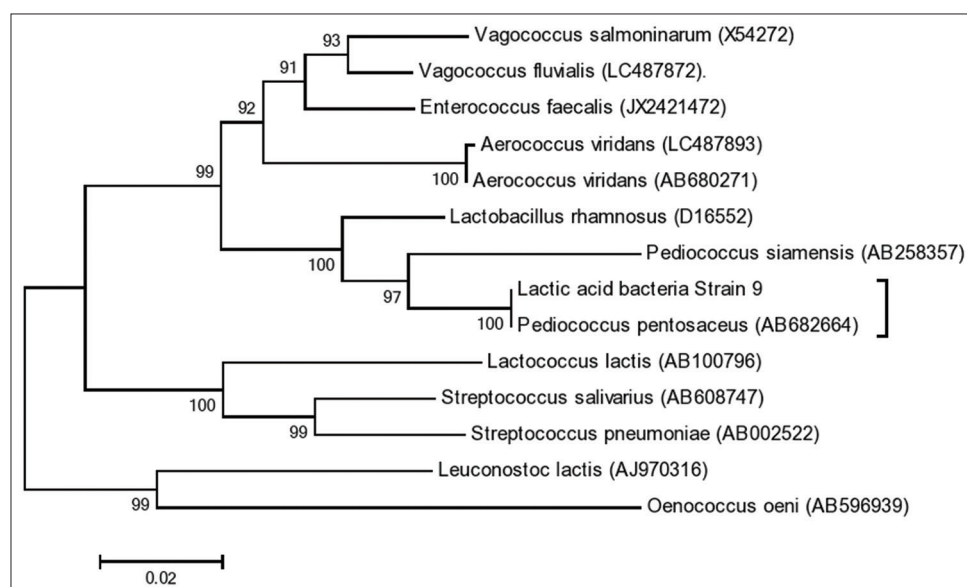 93
Vagococcus salmoninarum (X54272)
91
Vagococcus fluvialis (LC487872).
92
Enterococcus faecalis (JX2421472)
Aerococcus viridans (LC487893)
99
100
Aerococcus viridans (AB680271)
Lactobacillus rhamnosus (D16552)
100
Pediococcus siamensis (AB258357)
97
Lactic acid bacteria Strain 9
100
Pediococcus pentosaceus (AB682664)
Lactococcus lactis (AB100796)
100
Streptococcus salivarius (AB608747)
99
Streptococcus pneumoniae (AB002522)
Leuconostoc lactis (AJ970316)
99
Oenococcus oeni (AB596939)
0.02